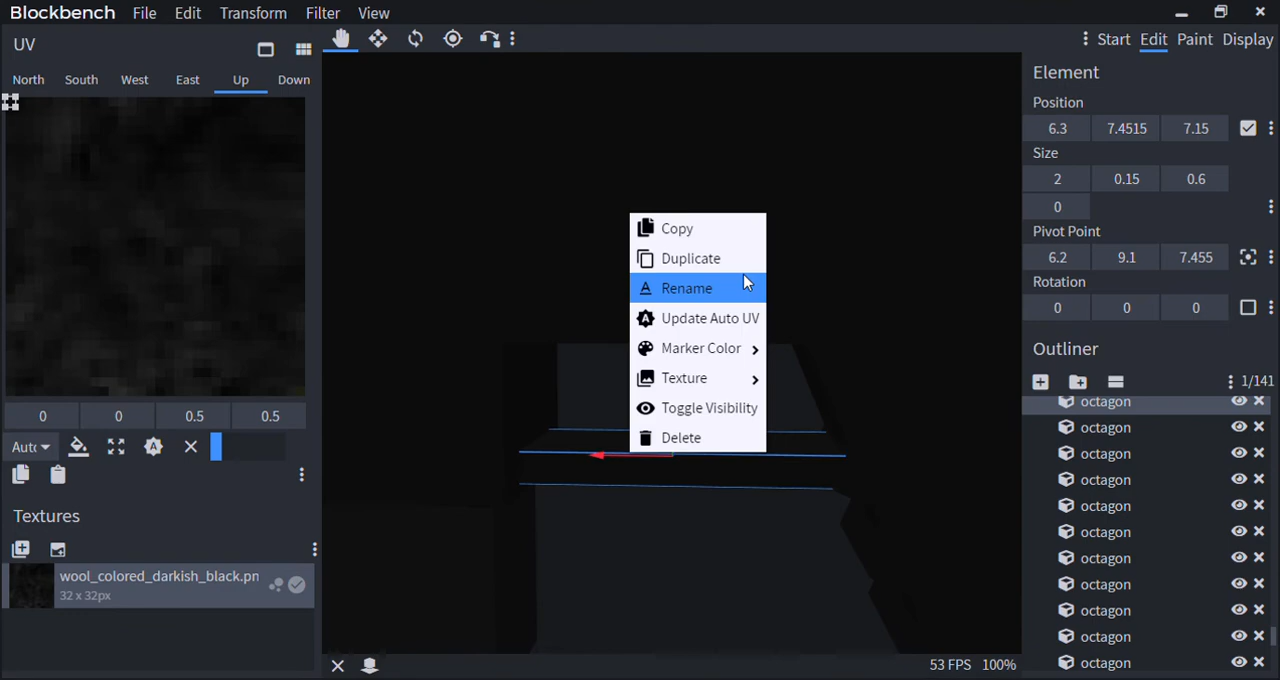 Blockbench File Edit Transform Filter View
UV
North South West East Up Down
0 0 0.5 0.5
Aut
Textures
wool_colored_darkish_black.pn
32 x 32px
Copy
Duplicate
Rename
Update Auto UV
Marker Color
Texture
Toggle Visibility
Delete
53 FPS 100%
Start Edit Paint Display
Element
Position
6.3 7.4515 7.15
Size
2 0.15 0.6
0
Pivot Point
6.2 9.1 7.455
Rotation
0 0 0
Outliner
1/141
octagon
octagon
octagon
octagon
octagon
octagon
octagon
octagon
octagon
octagon
octagon